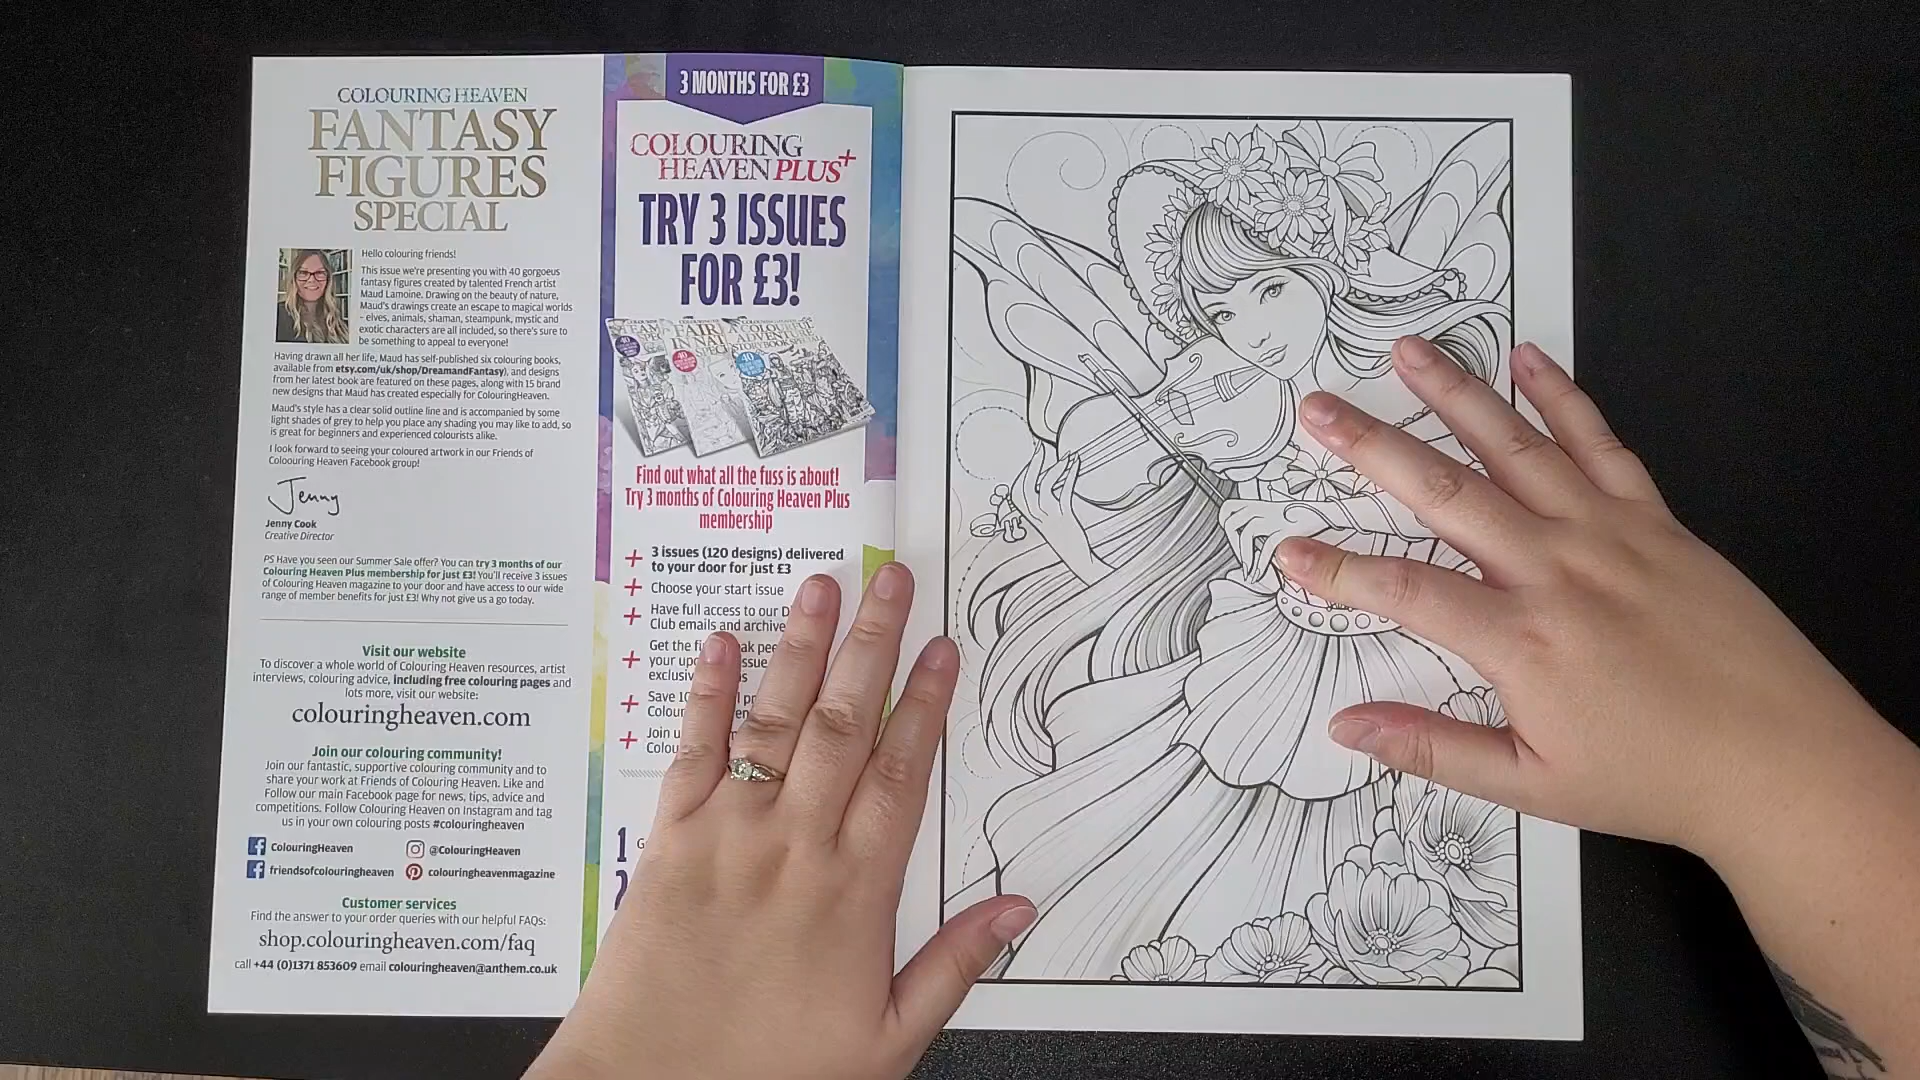 COLOURING HEAVEN
FANTASY
FIGURES
SPECIAL
Hello colouring friends!
This issue we're presenting you with 40 gorgoeus
fantasy figures created by talented French artist
Maud Lamoine. Drawing on the beauty of nature,
Maud's drawings create an escape to magical worlds
- elves, animals, shaman, steampunk, mystic and
exotic characters are all included, so there's sure to
be something to appeal to everyone!
Having drawn all her life, Maud has self-published six colouring books,
available from etsy.com/uk/shop/DreamandFantasy), and designs
from her latest book are featured on these pages, along with 15 brand
new designs that Maud has created especially for ColouringHeaven.
Maud's style has a clear solid outline line and is accompanied by some
light shades of grey to help you place any shading you may like to add, so
is great for beginners and experienced colourists alike.
I look forward to seeing your coloured artwork in our Friends of
Coloouring Heaven Facebook group!
Jenny
Jenny Cook
Creative Director
PS Have you seen our Summer Sale offer? You can try 3 months of our
Colouring Heaven Plus membership for just £3! You'll receive 3 issues
of Colouring Heaven magazine to your door and have access to our wide
range of member benefits for just £3! Why not give us a go today.
Visit our website
To discover a whole world of Colouring Heaven resources, artist
interviews, colouring advice, including free colouring pages and
lots more, visit our website:
colouringheaven.com
Join our colouring community!
Join our fantastic, supportive colouring community and to
share your work at Friends of Colouring Heaven. Like and
Follow our main Facebook page for news, tips, advice and
competitions. Follow Colouring Heaven on Instagram and tag
us in your own colouring posts #colouringheaven
ColouringHeaven
@ColouringHeaven
friendsofcolouringheaven
colouringheavenmagazine
Customer services
Find the answer to your order queries with our helpful FAQs:
shop.colouringheaven.com/faq
call +44 (0)1371 853609 email colouringheaven@anthem.co.uk
3 MONTHS FOR £3
COLOURING
HEAVEN PLUS+
TRY 3 ISSUES
FOR £3!
Find out what all the fuss is about!
Try 3 months of Colouring Heaven Plus
membership
+ 3 issues (120 designs) delivered
to your door for just £3
+ Choose your start issue
+ Have full access to our
Club emails and archive
+ Get the
your
+ Save
+ Join
1
2